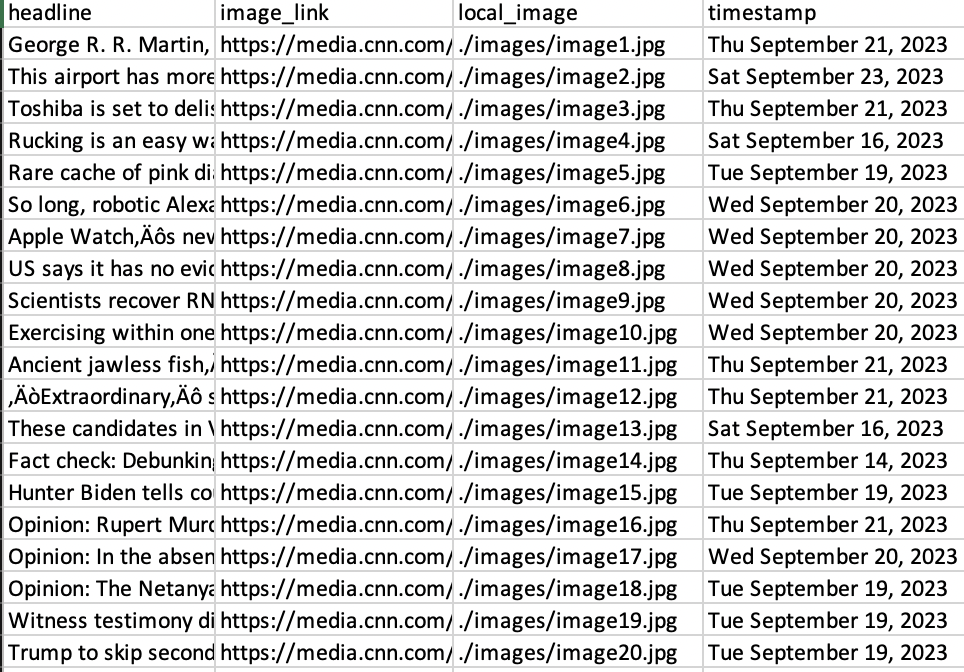 headline image_link local_image timestamp
George R. R. Martin, https://media.cnn.com/ ./images/image1.jpg Thu September 21, 2023
This airport has more https://media.cnn.com/ ./images/image2.jpg Sat September 23, 2023
Toshiba is set to delis https://media.cnn.com/ ./images/image3.jpg Thu September 21, 2023
Rucking is an easy wa https://media.cnn.com/ ./images/image4.jpg Sat September 16, 2023
Rare cache of pink di https://media.cnn.com/ ./images/image5.jpg Tue September 19, 2023
So long, robotic Alexa https://media.cnn.com/ ./images/image6.jpg Wed September 20, 2023
Apple Watch‚Äôs new https://media.cnn.com/ ./images/image7.jpg Wed September 20, 2023
US says it has no evid https://media.cnn.com/ ./images/image8.jpg Wed September 20, 2023
Scientists recover RN https://media.cnn.com/ ./images/image9.jpg Wed September 20, 2023
Exercising within one https://media.cnn.com/ ./images/image10.jpg Wed September 20, 2023
Ancient jawless fish‚Ä https://media.cnn.com/ ./images/image11.jpg Thu September 21, 2023
‚ÄòExtraordinary‚Äô s https://media.cnn.com/ ./images/image12.jpg Thu September 21, 2023
These candidates in V https://media.cnn.com/ ./images/image13.jpg Sat September 16, 2023
Fact check: Debunking https://media.cnn.com/ ./images/image14.jpg Thu September 14, 2023
Hunter Biden tells co https://media.cnn.com/ ./images/image15.jpg Tue September 19, 2023
Opinion: Rupert Murd https://media.cnn.com/ ./images/image16.jpg Thu September 21, 2023
Opinion: In the absen https://media.cnn.com/ ./images/image17.jpg Wed September 20, 2023
Opinion: The Netanya https://media.cnn.com/ ./images/image18.jpg Tue September 19, 2023
Witness testimony di https://media.cnn.com/ ./images/image19.jpg Tue September 19, 2023
Trump to skip second https://media.cnn.com/ ./images/image20.jpg Tue September 19, 2023